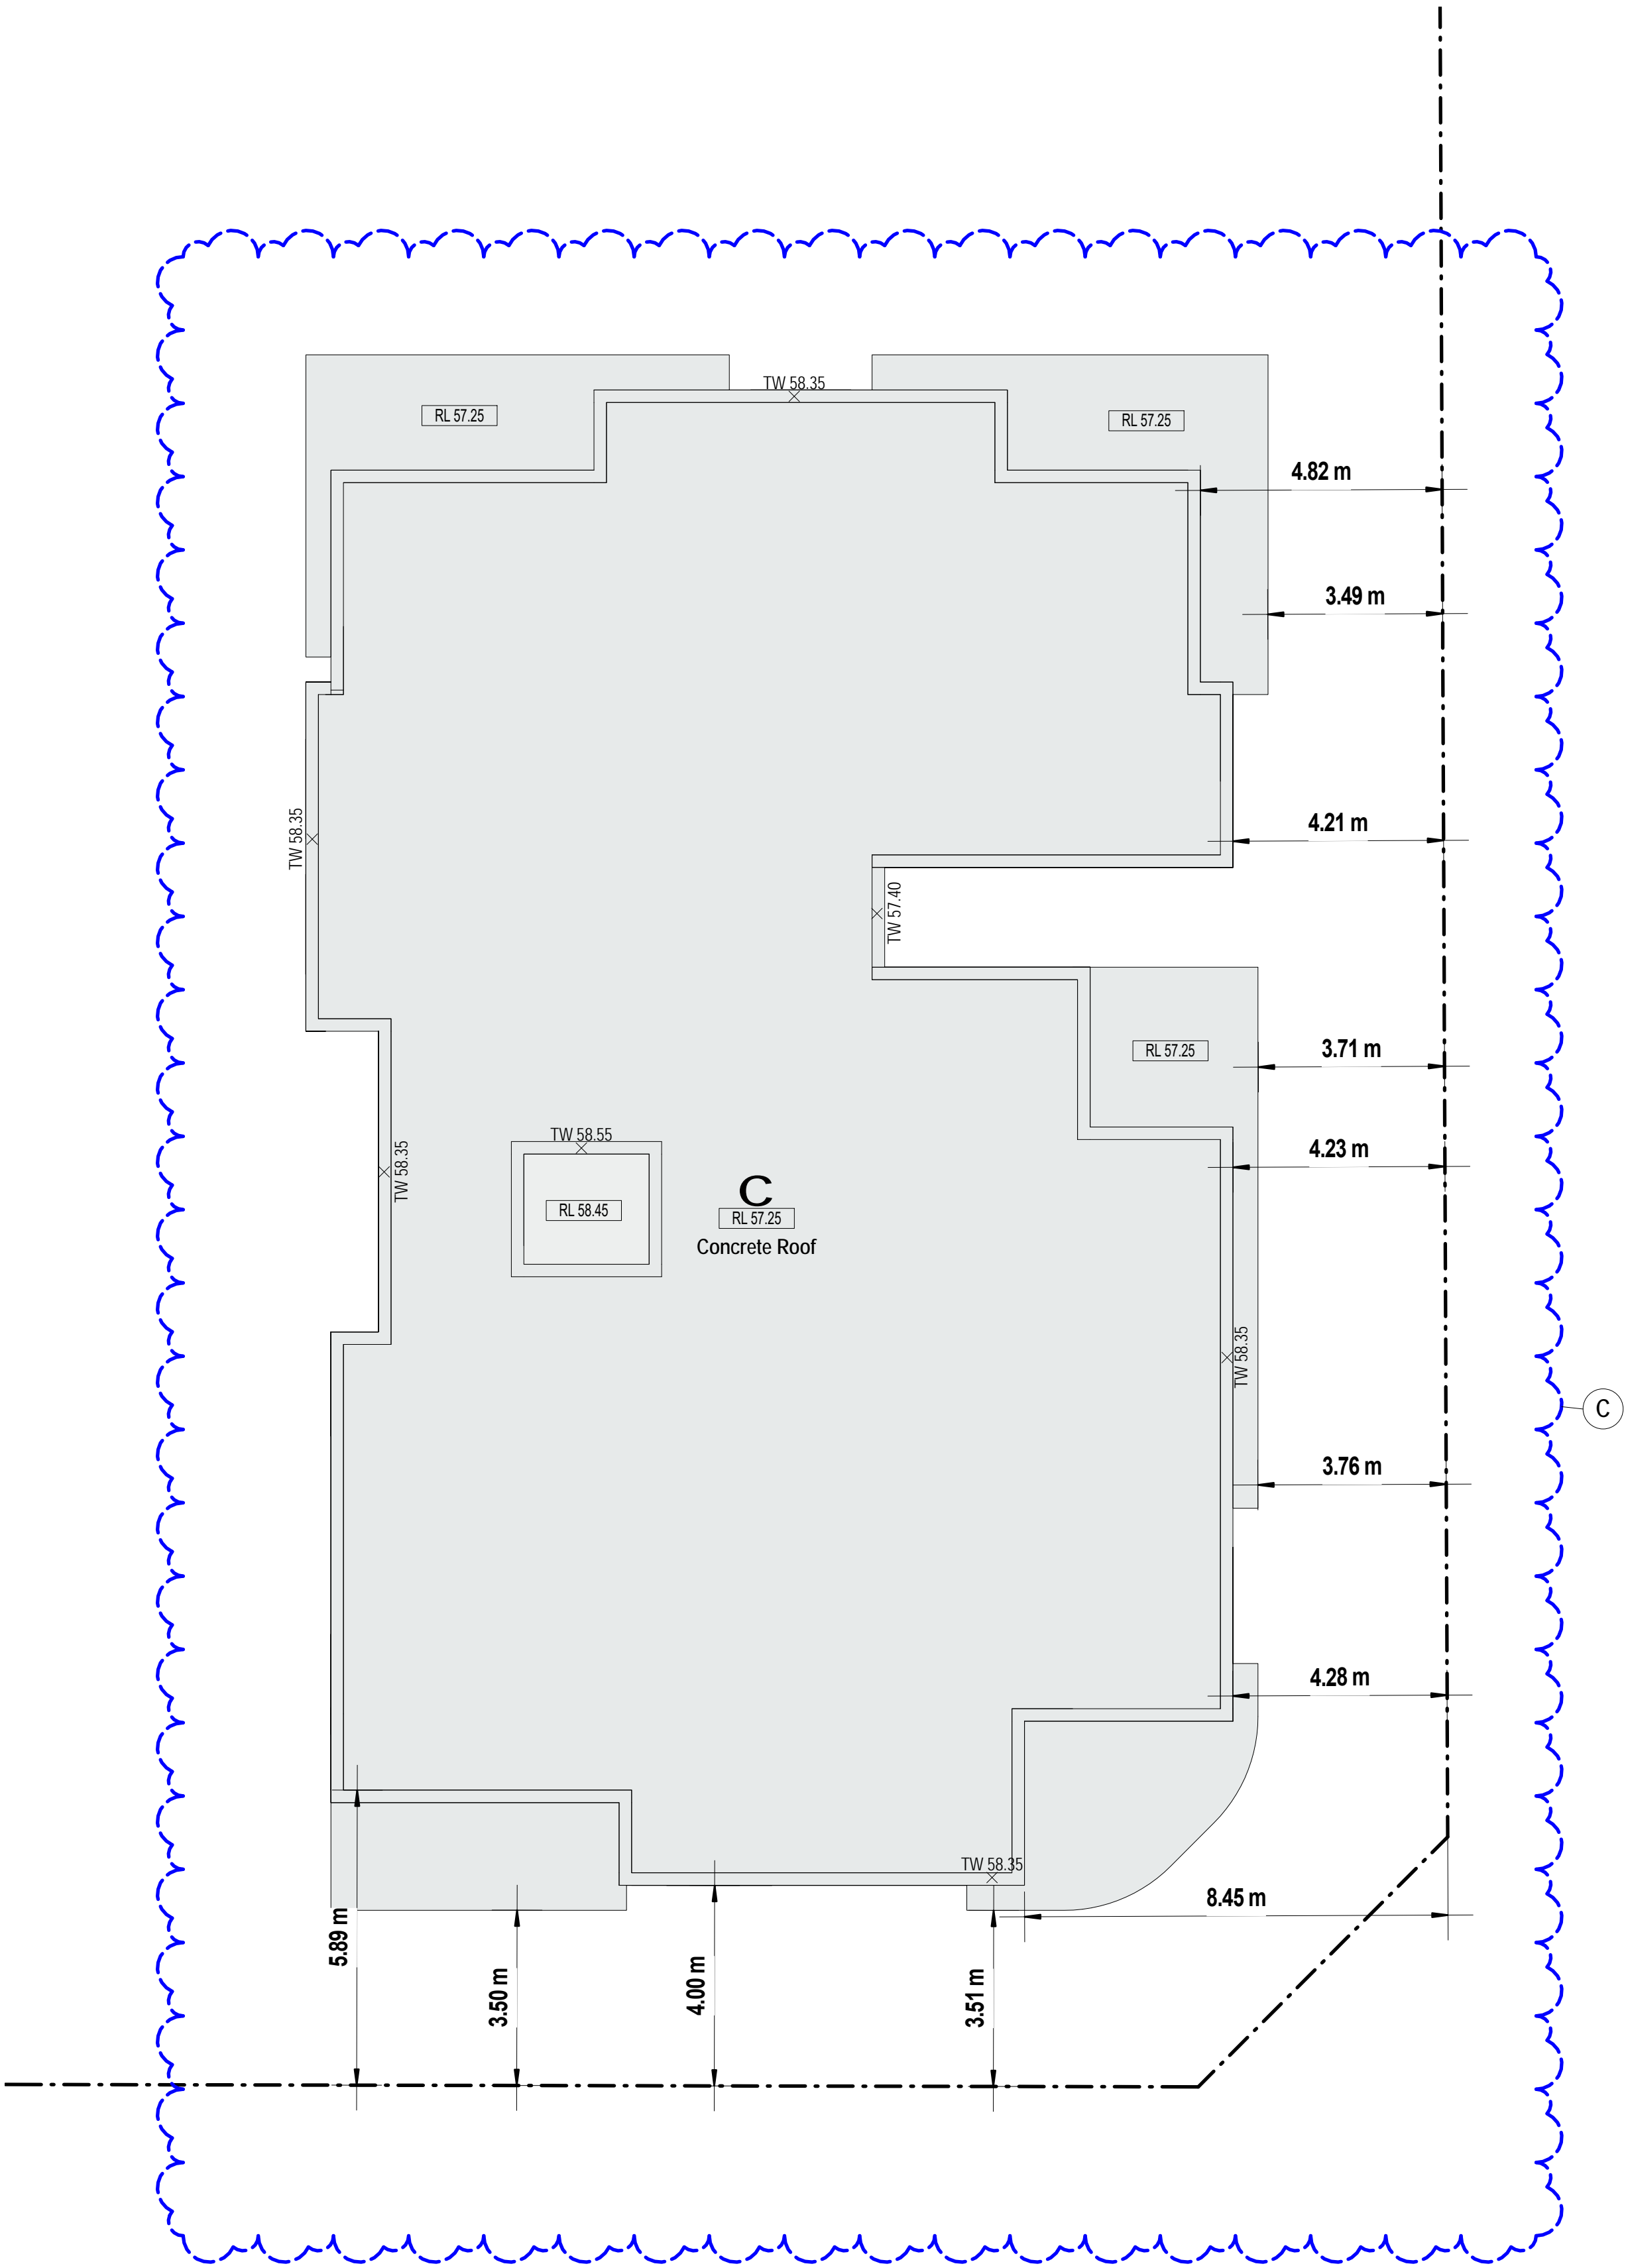 TW 58.35
RL 57.25
RL 57.25
4.82 m
3.49 m
TW 58.35
4.21 m
TW 57.40
3.71 m
RL 57.25
TW 58.55
4.23 m
TW 58.35
C
RL 58.45
RL 57.25
Concrete Roof
TW 58.35
C
3.76 m
4.28 m
TW 58.35
8.45 m
5.89 m
3.50 m
4.00 m
3.51 m